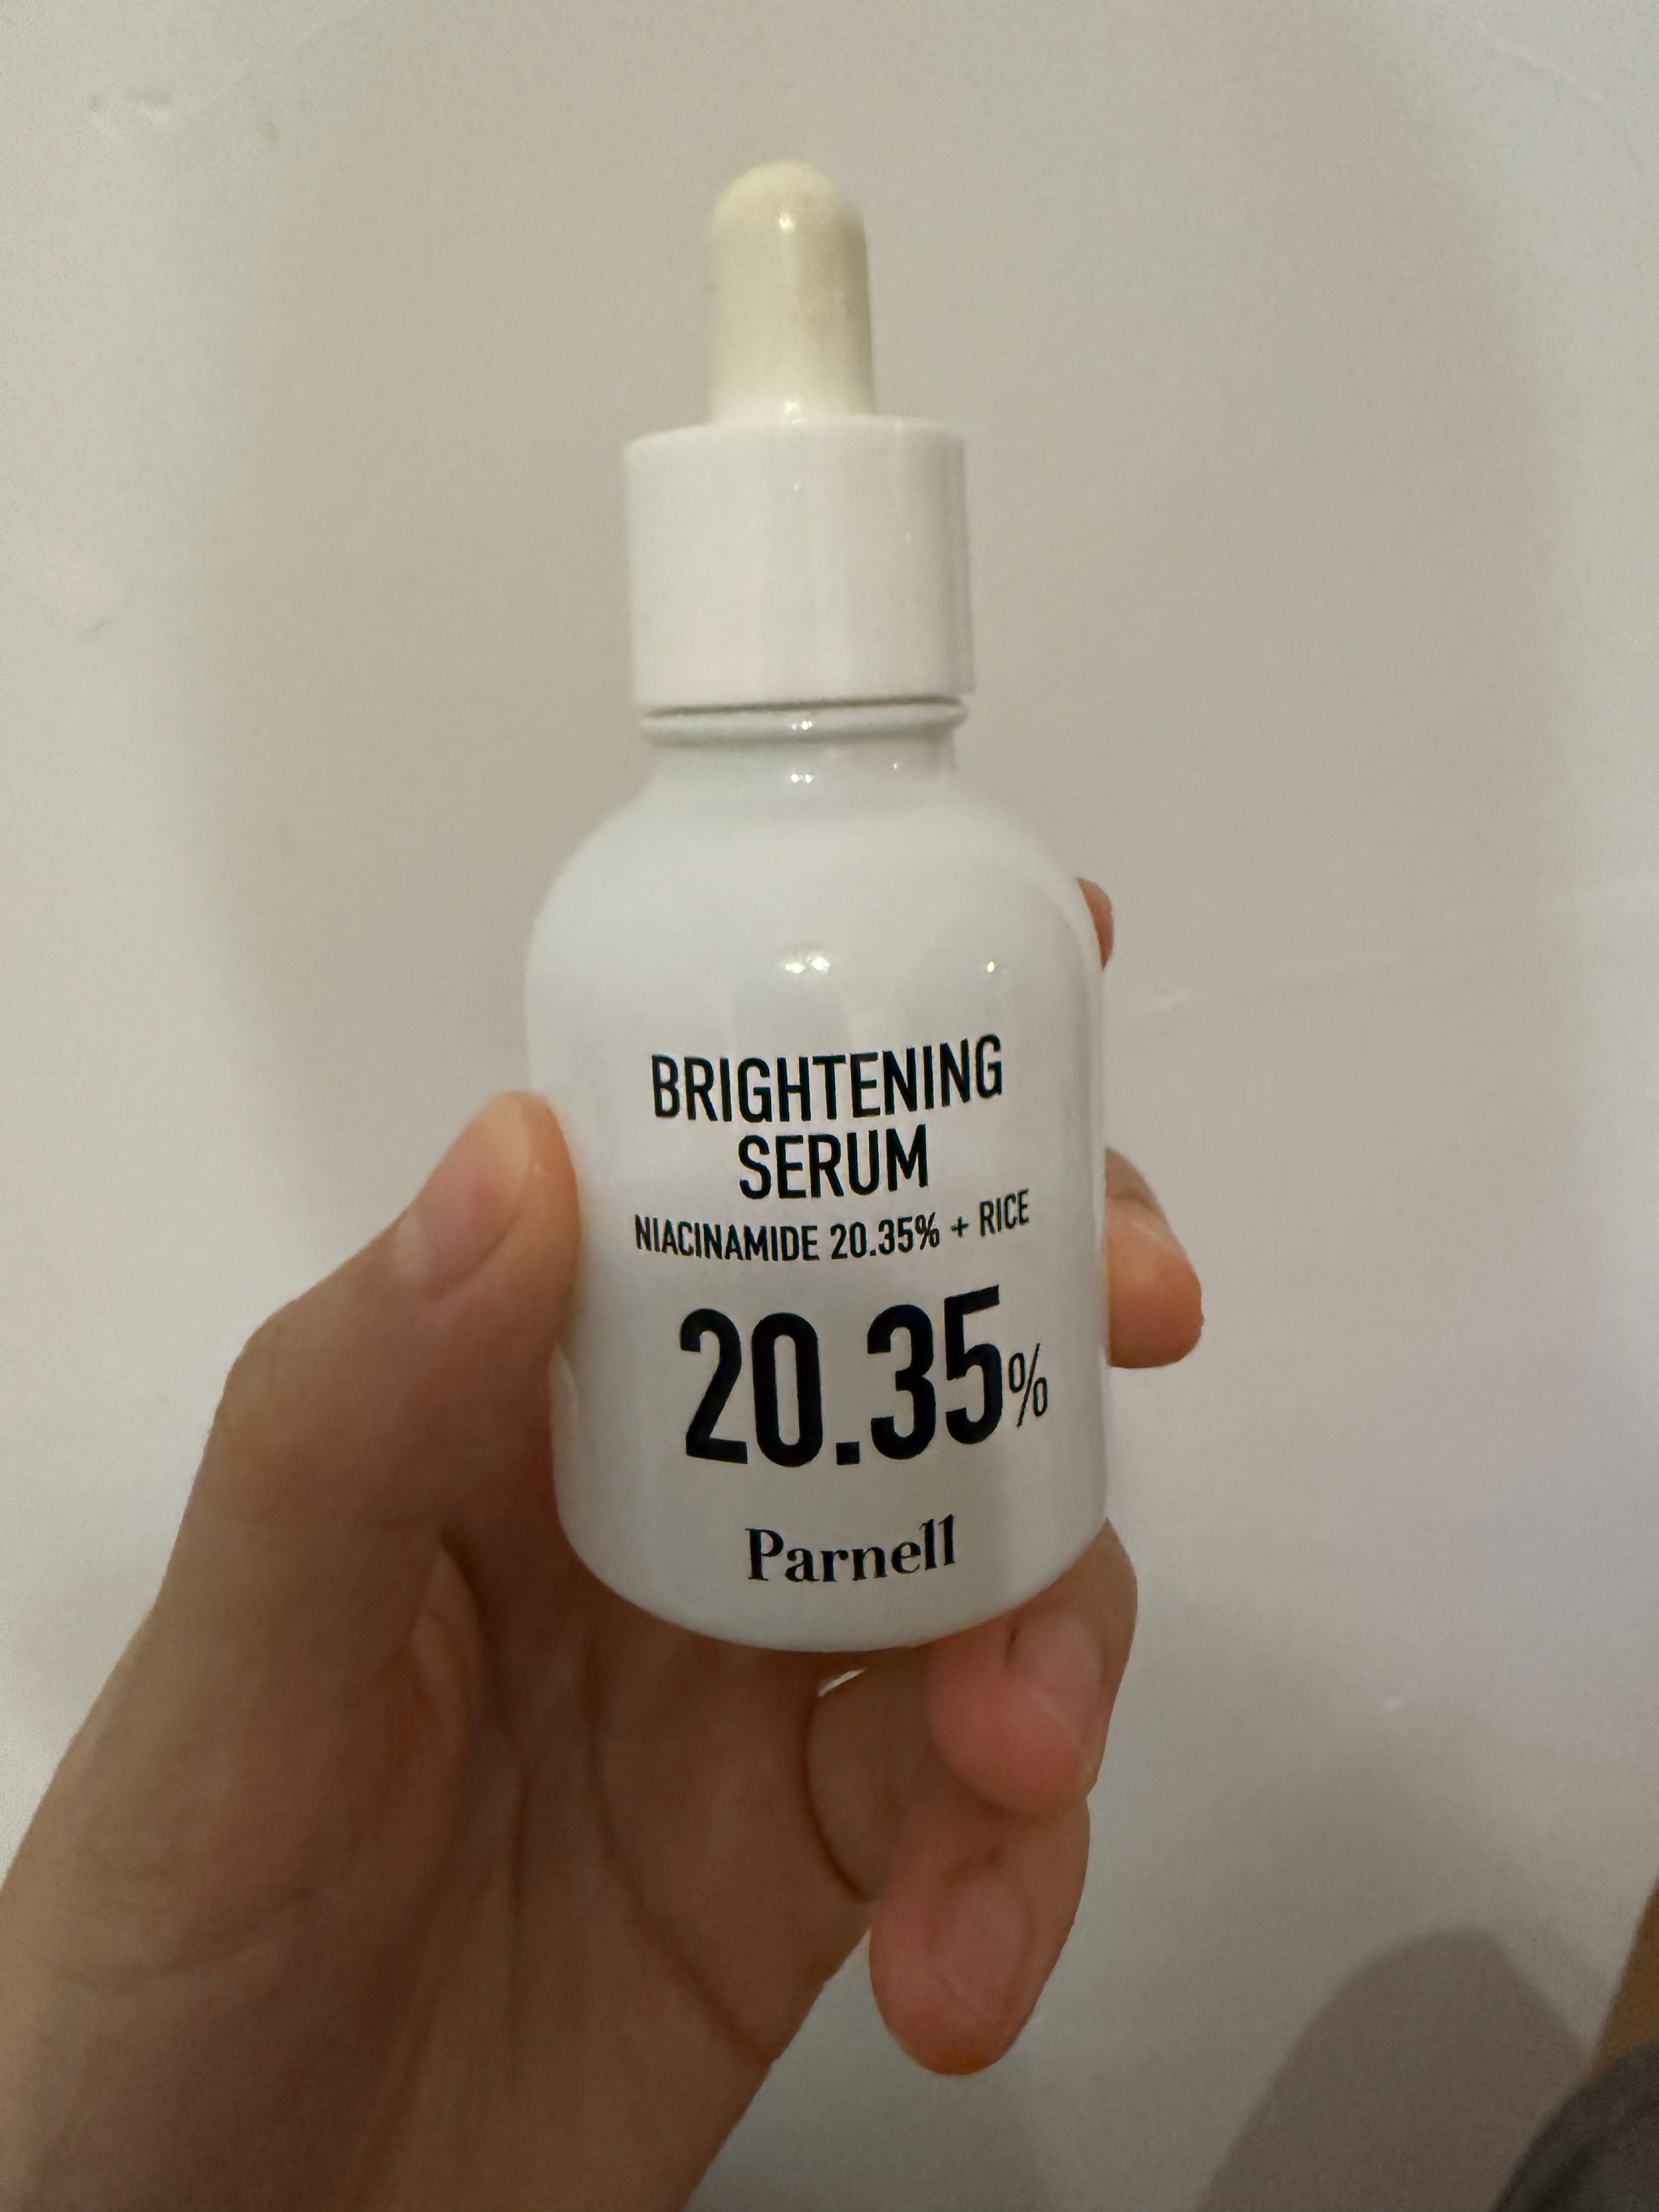 BRIGHTENING
SERUM
NIACINAMIDE 20.35% + RICE
20.35%
Parnell